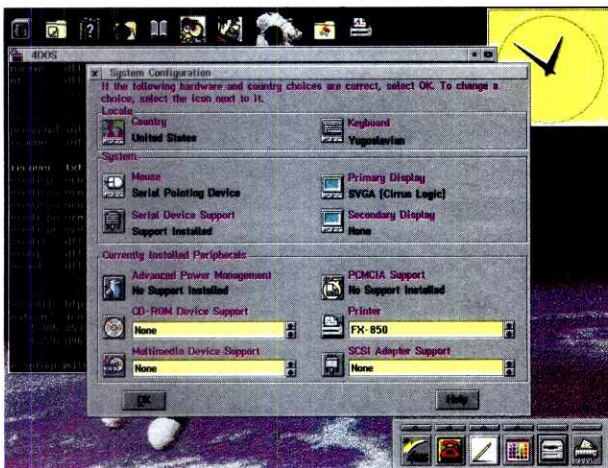 4DOS
System Configuration
If the following hardware and country choices are correct, select OK. To change a
choice, select the icon next to it.
Locale
Country
United States
Keyboard
Yugoslavian
System
Mouse
Serial Pointing Device
Primary Display
SVGA (Cirrus Logic)
Serial Device Support
Support Installed
Secondary Display
None
Currently Installed Peripherals
Advanced Power Management
No Support Installed
PCMCIA Support
No Support Installed
CD-ROM Device Support
None
Printer
FX-850
Multimedia Device Support
None
SCSI Adapter Support
None
OK
Help